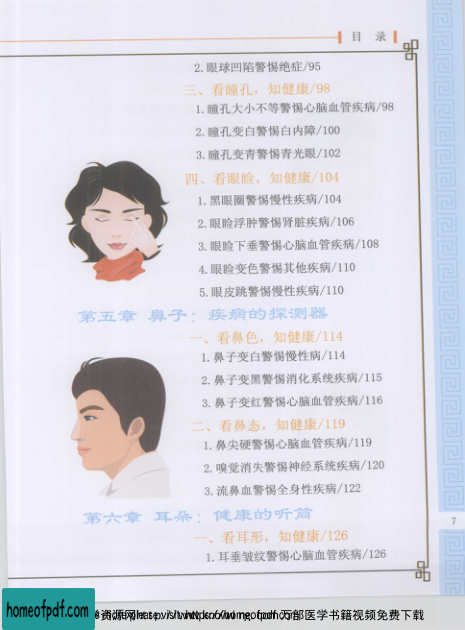 目 录
2.眼球凹陷警惕绝症/95
三、看瞳孔，知健康/98
1.瞳孔大小不等警惕心脑血管疾病/98
2.瞳孔变白警惕白内障/100
3.瞳孔变青警惕青光眼/102
四、看眼睑，知健康/104
1.黑眼圈警惕慢性疾病/104
2.眼睑浮肿警惕肾脏疾病/106
3.眼睑下垂警惕心脑血管疾病/108
4.眼睑变色警惕其他疾病/110
5.眼皮跳警惕慢性疾病/110
第五章 鼻子：疾病的探测器
一、看鼻色，知健康/114
1.鼻子变白警惕慢性病/114
2.鼻子变黑警惕消化系统疾病/115
3.鼻子变红警惕心脑血管疾病/116
二、看鼻态，知健康/119
1.鼻尖硬警惕心脑血管疾病/119
2.嗅觉消失警惕神经系统疾病/120
3.流鼻血警惕全身性疾病/122
第六章 耳朵：健康的听筒
一、看耳形，知健康/126
1.耳垂皱纹警惕心脑血管疾病/126
7
homeofpdf.com
资源网
万部医学书籍视频免费下载